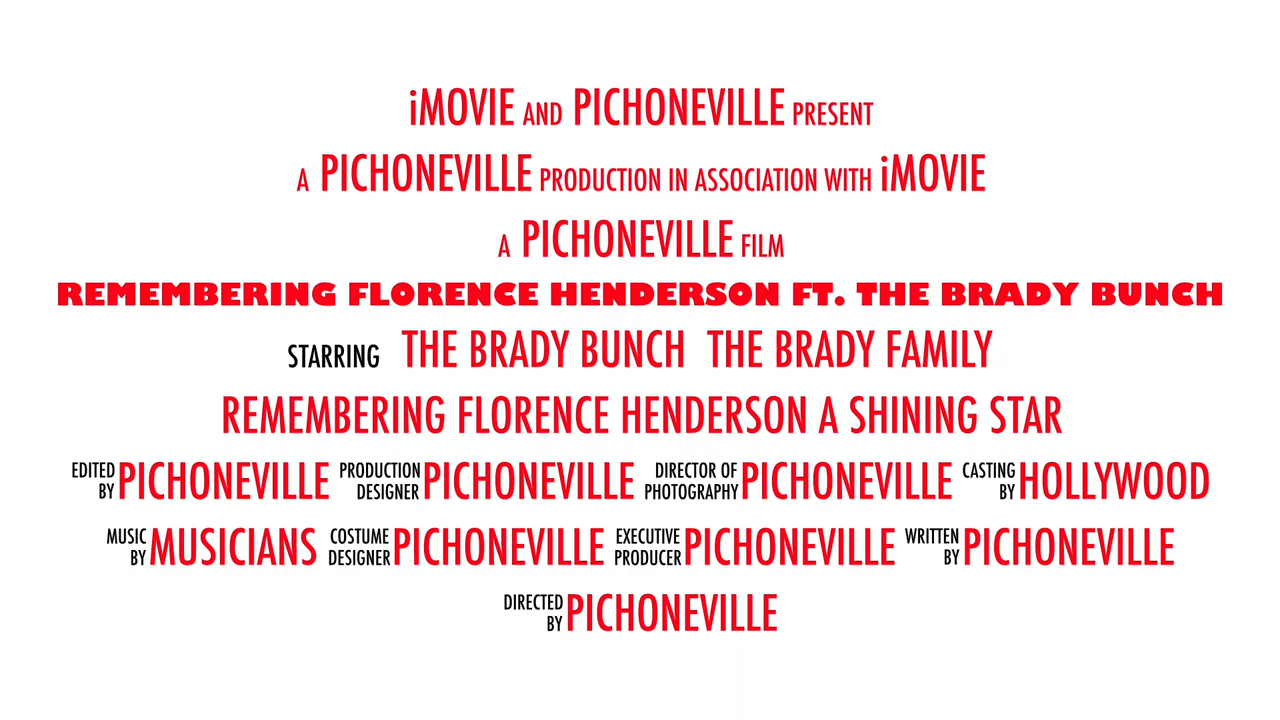 iMOVIE AND PICHONEVILLE PRESENT
A PICHONEVILLE PRODUCTION IN ASSOCIATION WITH iMOVIE
A PICHONEVILLE FILM
REMEMBERING FLORENCE HENDERSON FT. THE BRADY BUNCH
STARRING THE BRADY BUNCH THE BRADY FAMILY
REMEMBERING FLORENCE HENDERSON A SHINING STAR
EDITED BY PICHONEVILLE PRODUCTION DESIGNER PICHONEVILLE DIRECTOR OF PHOTOGRAPHY PICHONEVILLE CASTING BY HOLLYWOOD
MUSIC BY MUSICIANS COSTUME DESIGNER PICHONEVILLE EXECUTIVE PRODUCER PICHONEVILLE WRITTEN BY PICHONEVILLE
DIRECTED BY PICHONEVILLE